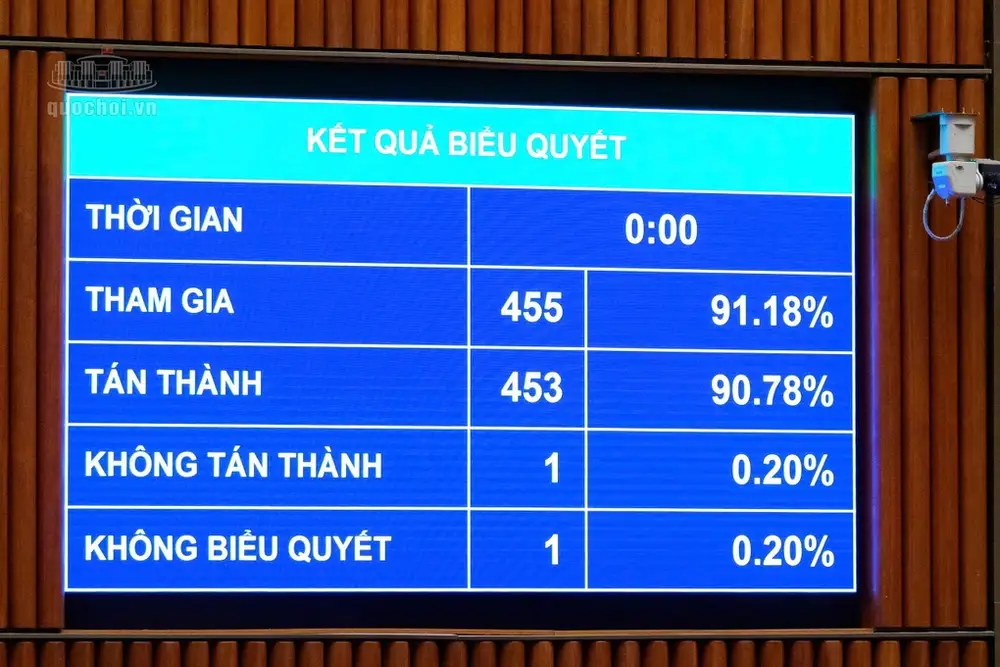 quochoi.vn
KẾT QUẢ BIỂU QUYẾT
THỜI GIAN 0:00
THAM GIA 455 91.18%
TÁN THÀNH 453 90.78%
KHÔNG TÁN THÀNH 1 0.20%
KHÔNG BIỂU QUYẾT 1 0.20%